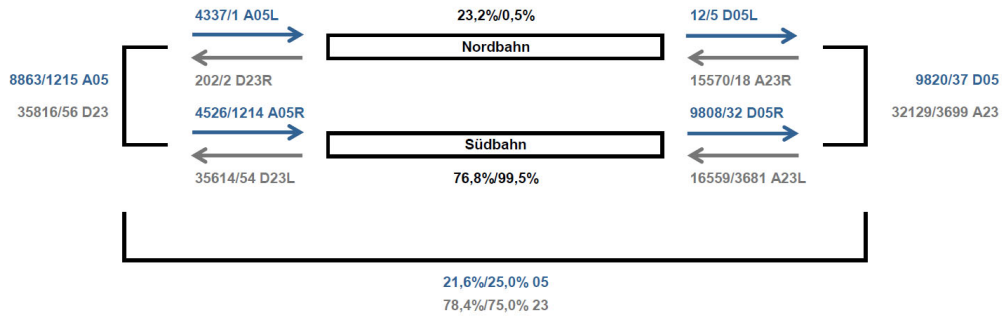 4337/1 A05L
23,2%/0,5%
12/5 D05L
Nordbahn
8863/1215 A05
35816/56 D23
202/2 D23R
15570/18 A23R
9820/37 D05
32129/3699 A23
4526/1214 A05R
9808/32 D05R
Südbahn
35614/54 D23L
76,8%/99,5%
16559/3681 A23L
21,6%/25,0% 05
78,4%/75,0% 23